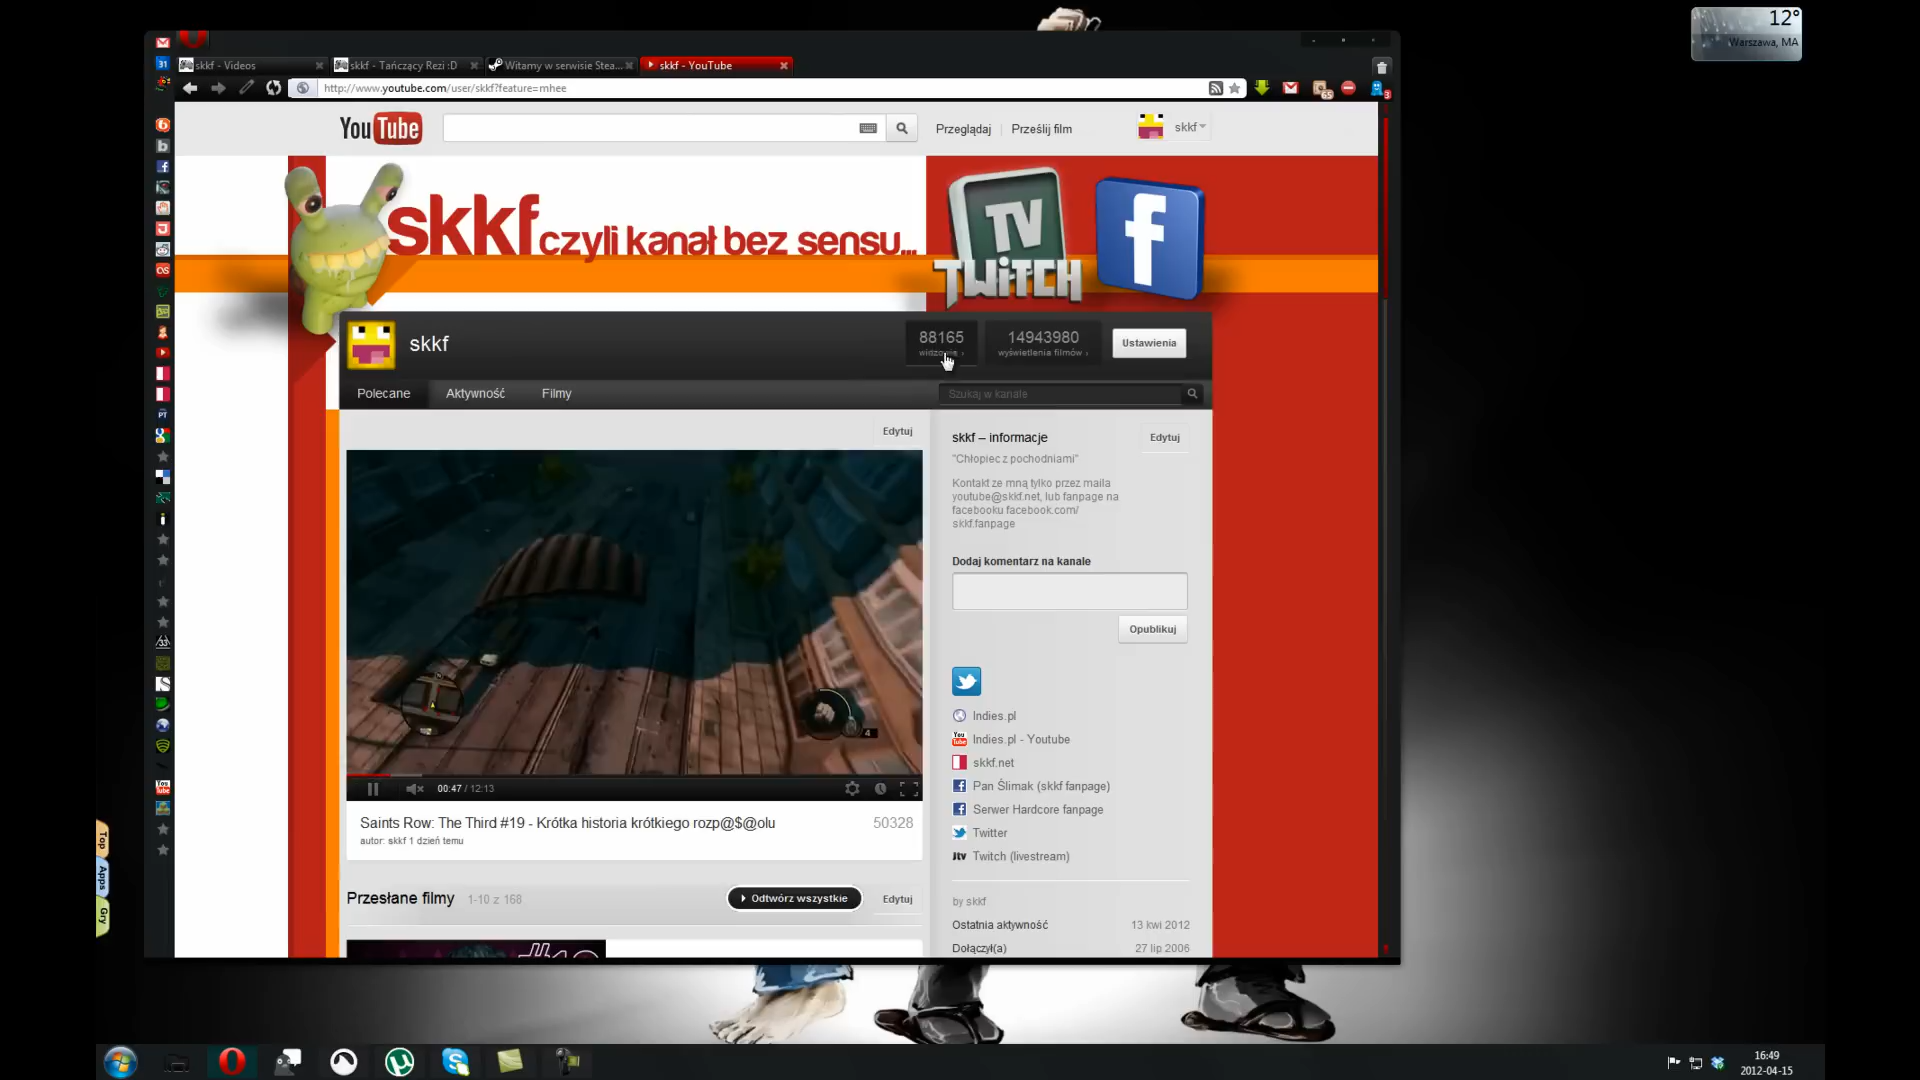 12°
Warszawa, MA
skkf - Videos
skkf - Tańczący Rezi :D
Witamy w serwisie Stea...
skkf - YouTube
http://www.youtube.com/user/skkf?feature=mhee
65
3
31
YouTube
Przeglądaj
Prześlij film
skkf
skkf czyli kanał bez sensu...
TV
TWiTCH
f
skkf
88165
14943980
wyświetlenia filmów ›
Ustawienia
Polecane
Aktywność
Filmy
Szukaj w kanale
Edytuj
skkf – informacje
Edytuj
"Chłopiec z pochodniami"
Kontakt ze mną tylko przez maila
youtube@skkf.net, lub fanpage na
facebooku facebook.com/
skkf.fanpage
Dodaj komentarz na kanale
Opublikuj
Indies.pl
Indies.pl - Youtube
skkf.net
Pan Ślimak (skkf fanpage)
Serwer Hardcore fanpage
Twitter
Twitch (livestream)
4
00:47 / 12:13
Saints Row: The Third #19 - Krótka historia krótkiego rozp@$@olu
50328
autor: skkf 1 dzień temu
Przesłane filmy
1-10 z 168
Odtwórz wszystkie
Edytuj
by skkf
Ostatnia aktywność
13 kwi 2012
Dołączył(a)
27 lip 2006
Top
Apps
Gry
16:49
2012-04-15